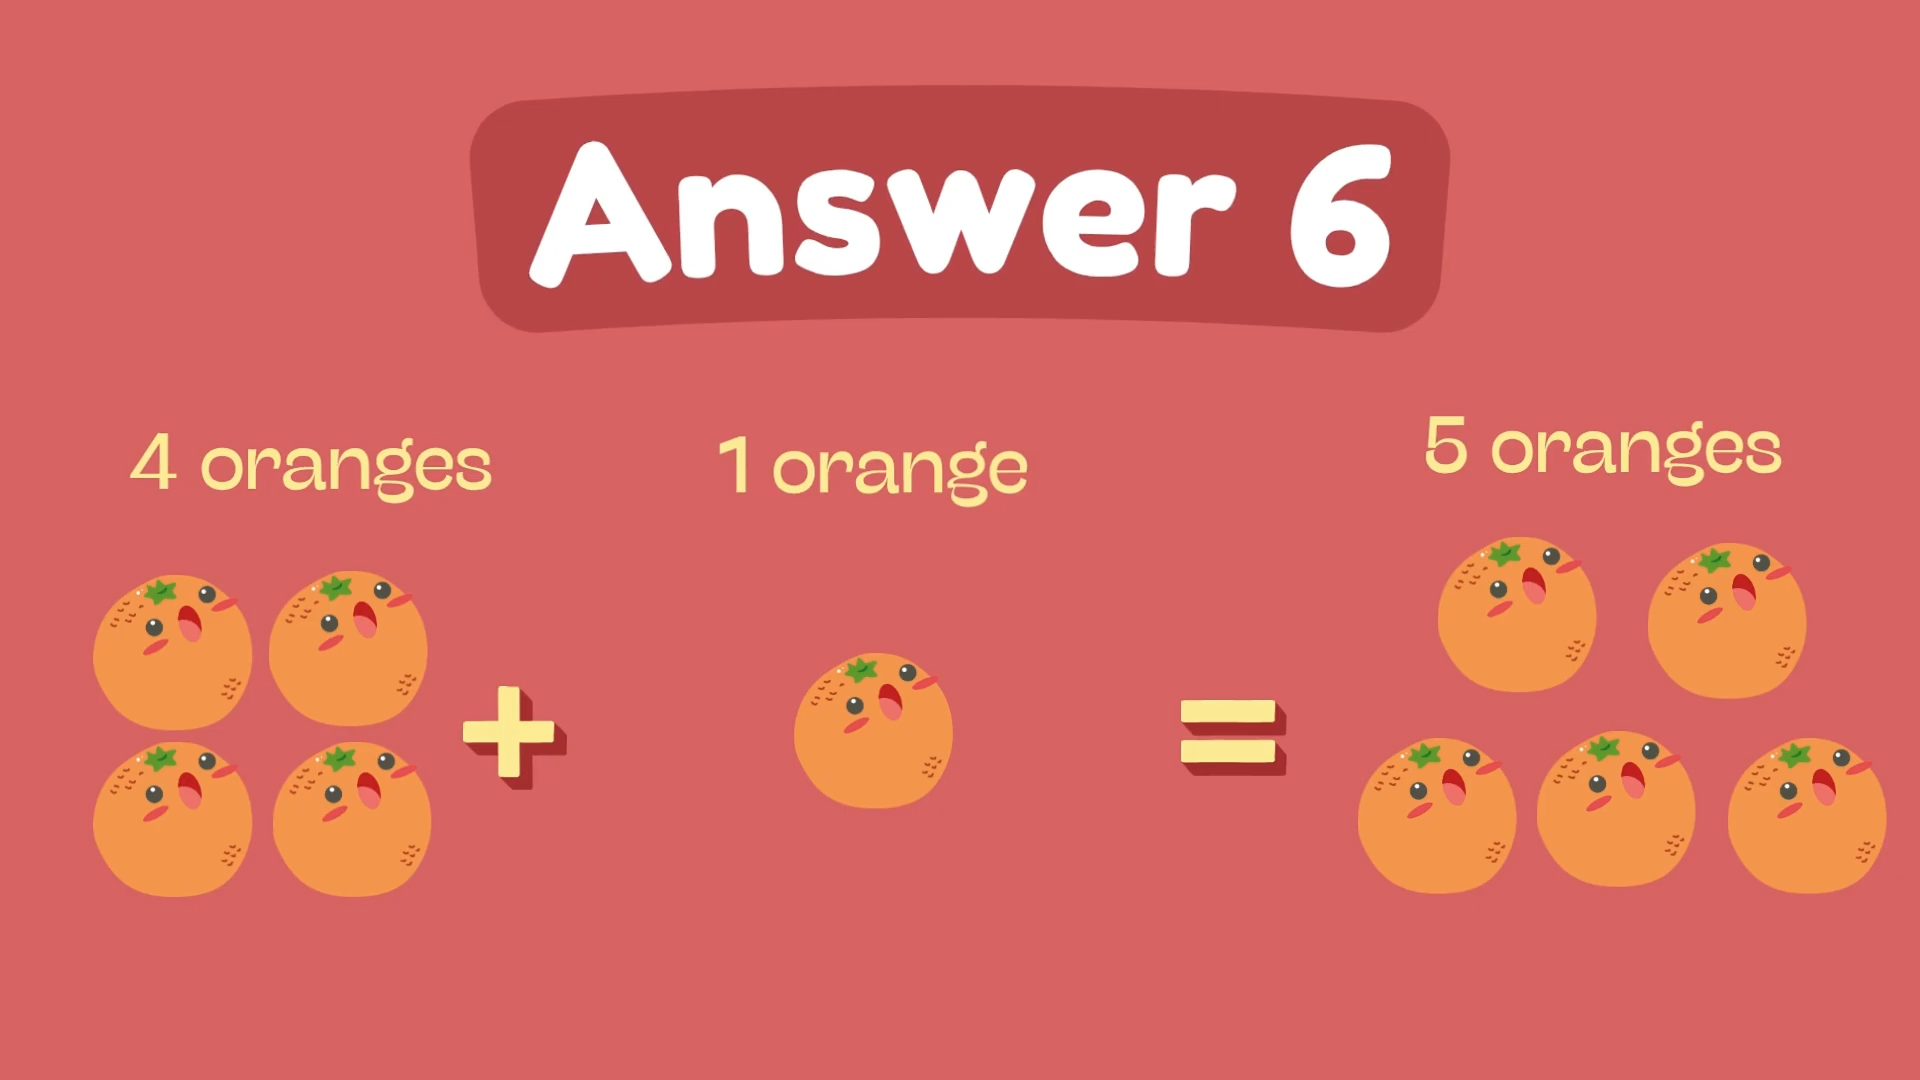 Answer 6
4 oranges
1 orange
5 oranges
+
=